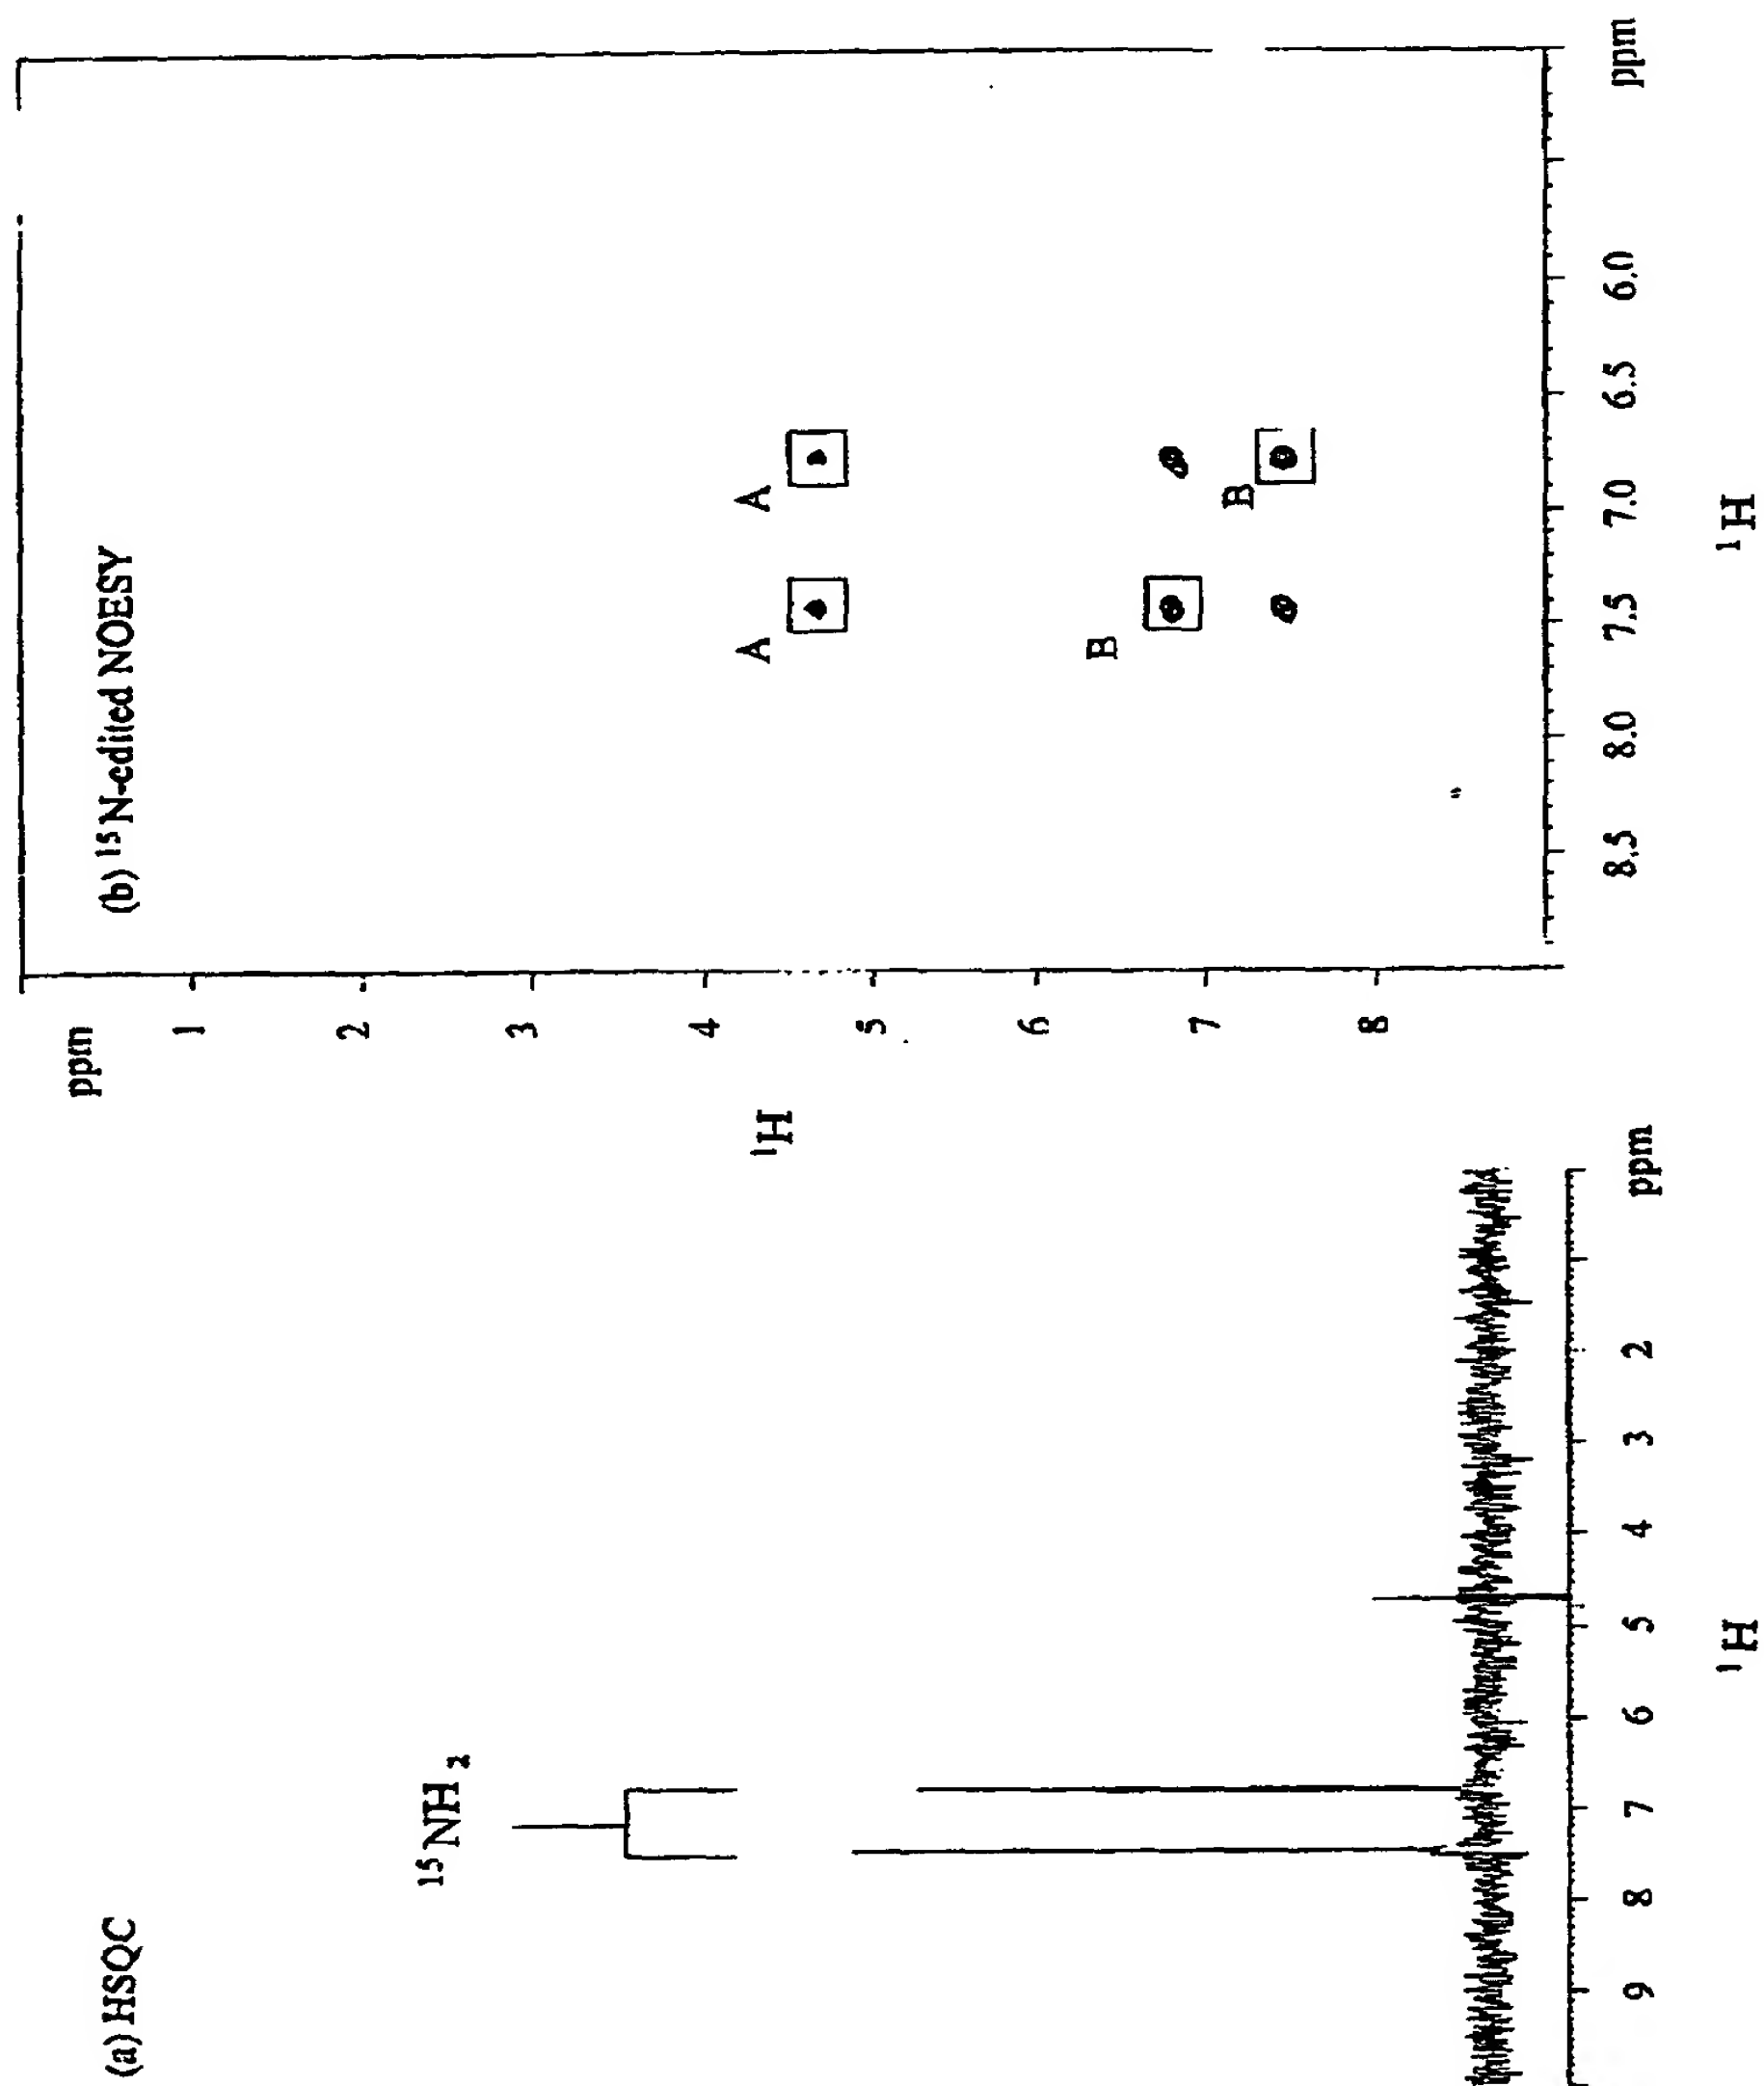 (a) HSQC
¹⁵NH₂
9 8 7 6 5 4 3 2 ppm
¹H
(b) ¹⁵N-edited NOESY
ppm
1
2
3
4
5
6
7
8
¹H
A A
B
B
8.5 8.0 7.5 7.0 6.5 6.0 ppm
¹H